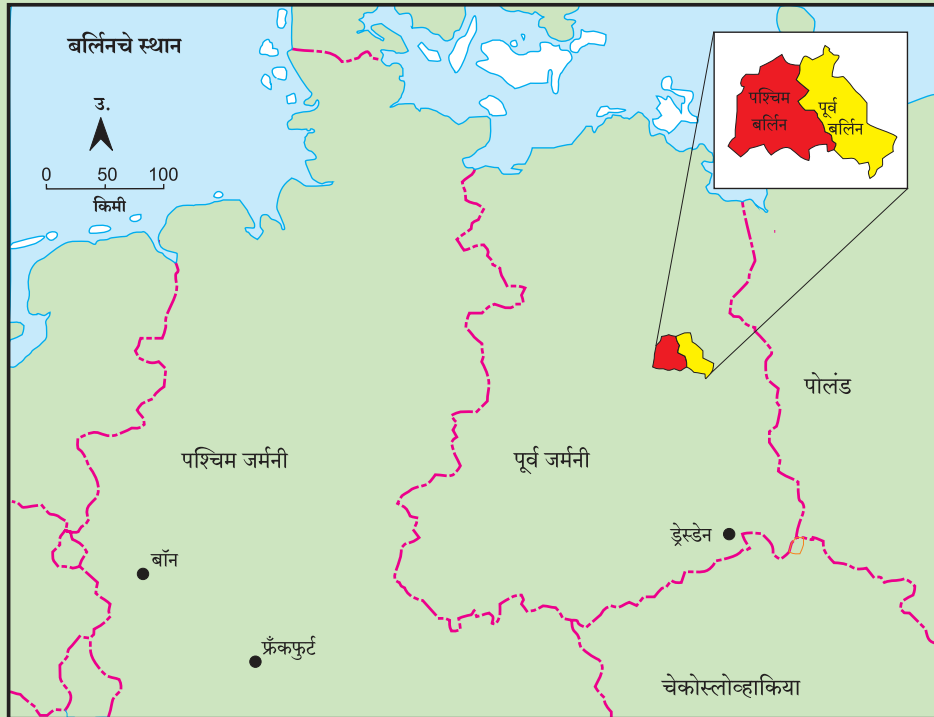 बर्लिनचे स्थान
उ.
0 50 100
किमी
पश्चिम
बर्लिन
पूर्व
बर्लिन
पोलंड
पश्चिम जर्मनी
पूर्व जर्मनी
ड्रेस्डेन
बॉन
फ्रँकफुर्ट
चेकोस्लोव्हाकिया